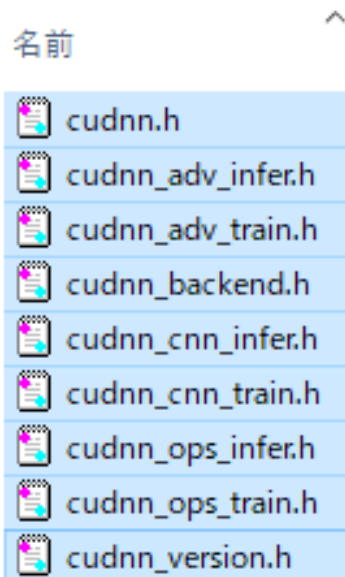 名前
cudnn.h
cudnn_adv_infer.h
cudnn_adv_train.h
cudnn_backend.h
cudnn_cnn_infer.h
cudnn_cnn_train.h
cudnn_ops_infer.h
cudnn_ops_train.h
cudnn_version.h